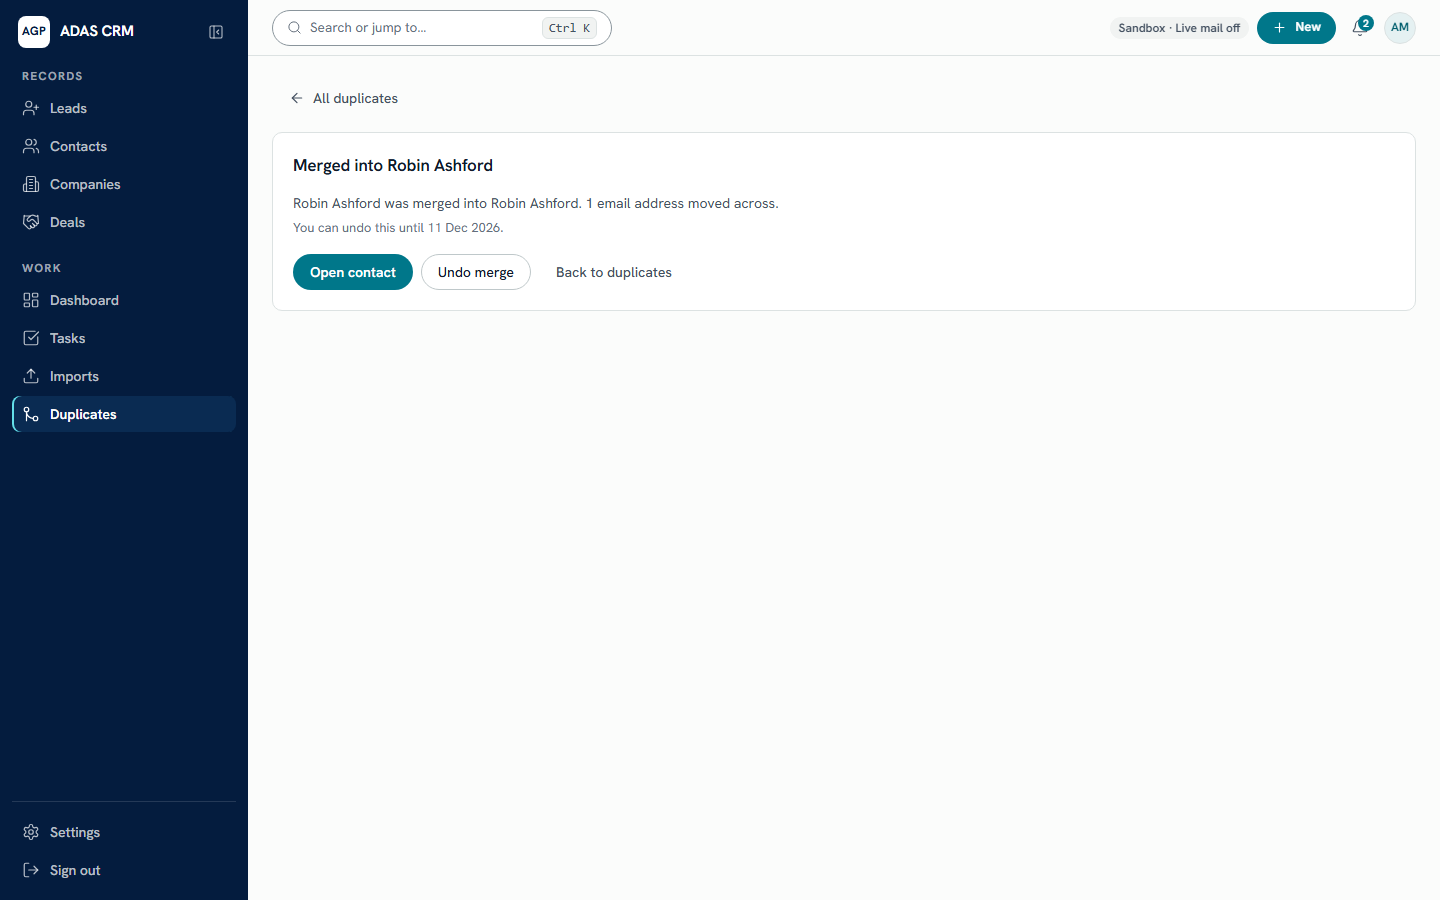 AGP ADAS CRM
RECORDS
Leads
Contacts
Companies
Deals
WORK
Dashboard
Tasks
Imports
Duplicates
Settings
Sign out
Search or jump to... Ctrl K
Sandbox · Live mail off
New
2
AM
All duplicates
Merged into Robin Ashford
Robin Ashford was merged into Robin Ashford. 1 email address moved across.
You can undo this until 11 Dec 2026.
Open contact Undo merge Back to duplicates